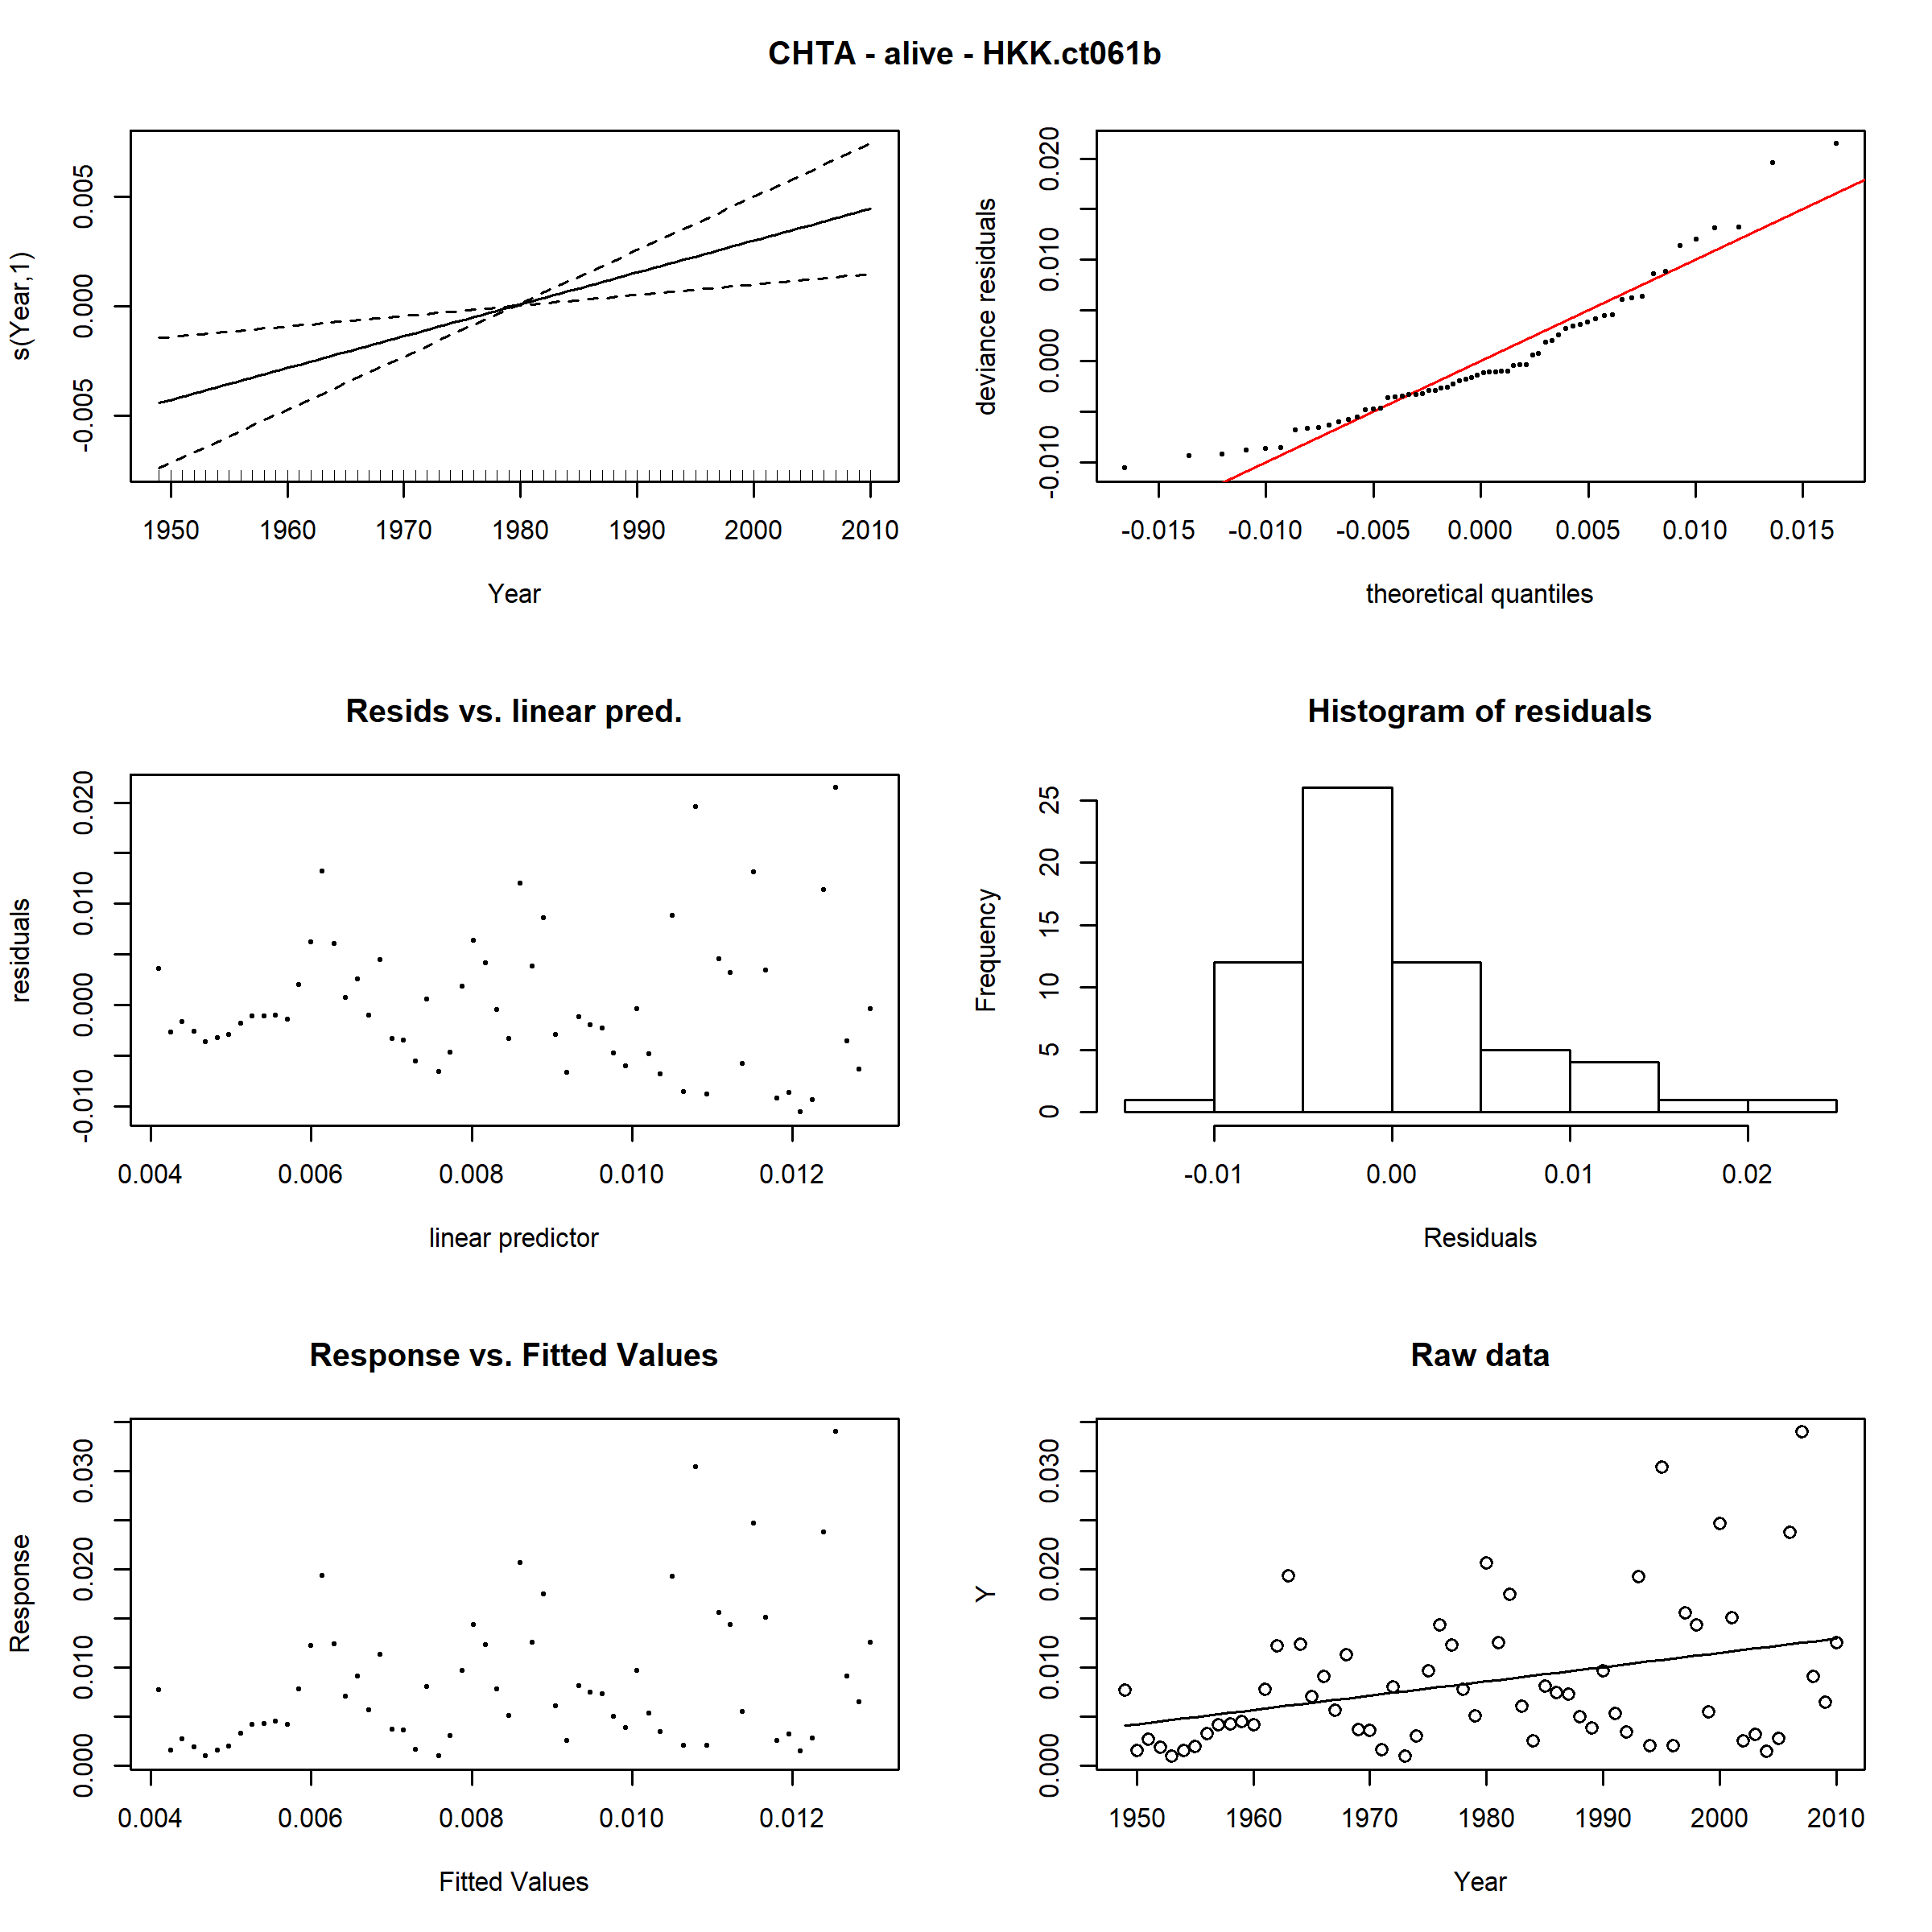 CHTA - alive - HKK.ct061b
s(Year,1)
0.005
0.000
-0.005
1950 1960 1970 1980 1990 2000 2010
Year
deviance residuals
0.020
0.010
0.000
-0.010
-0.015 -0.010 -0.005 0.000 0.005 0.010 0.015
theoretical quantiles
Resids vs. linear pred.
residuals
0.020
0.010
0.000
-0.010
0.004 0.006 0.008 0.010 0.012
linear predictor
Histogram of residuals
Frequency
25
20
15
10
5
0
-0.01 0.00 0.01 0.02
Residuals
Response vs. Fitted Values
Response
0.030
0.020
0.010
0.000
0.004 0.006 0.008 0.010 0.012
Fitted Values
Raw data
Y
0.030
0.020
0.010
0.000
1950 1960 1970 1980 1990 2000 2010
Year